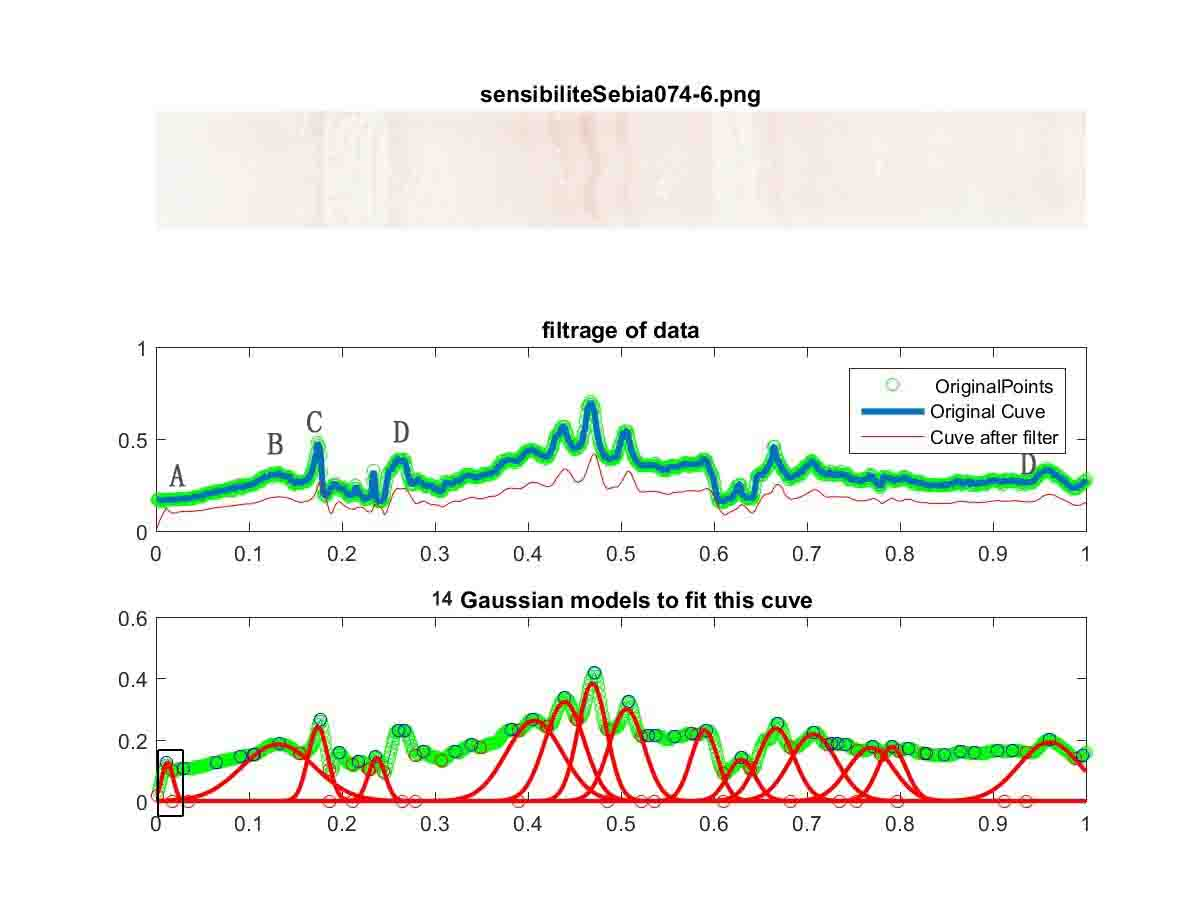 sensibiliteSebia074-6.png
filtrage of data
1
0.5
0
A
B
C
D
D
OriginalPoints
Original Cuve
Cuve after filter
0 0.1 0.2 0.3 0.4 0.5 0.6 0.7 0.8 0.9 1
14 Gaussian models to fit this cuve
0.6
0.4
0.2
0
0 0.1 0.2 0.3 0.4 0.5 0.6 0.7 0.8 0.9 1